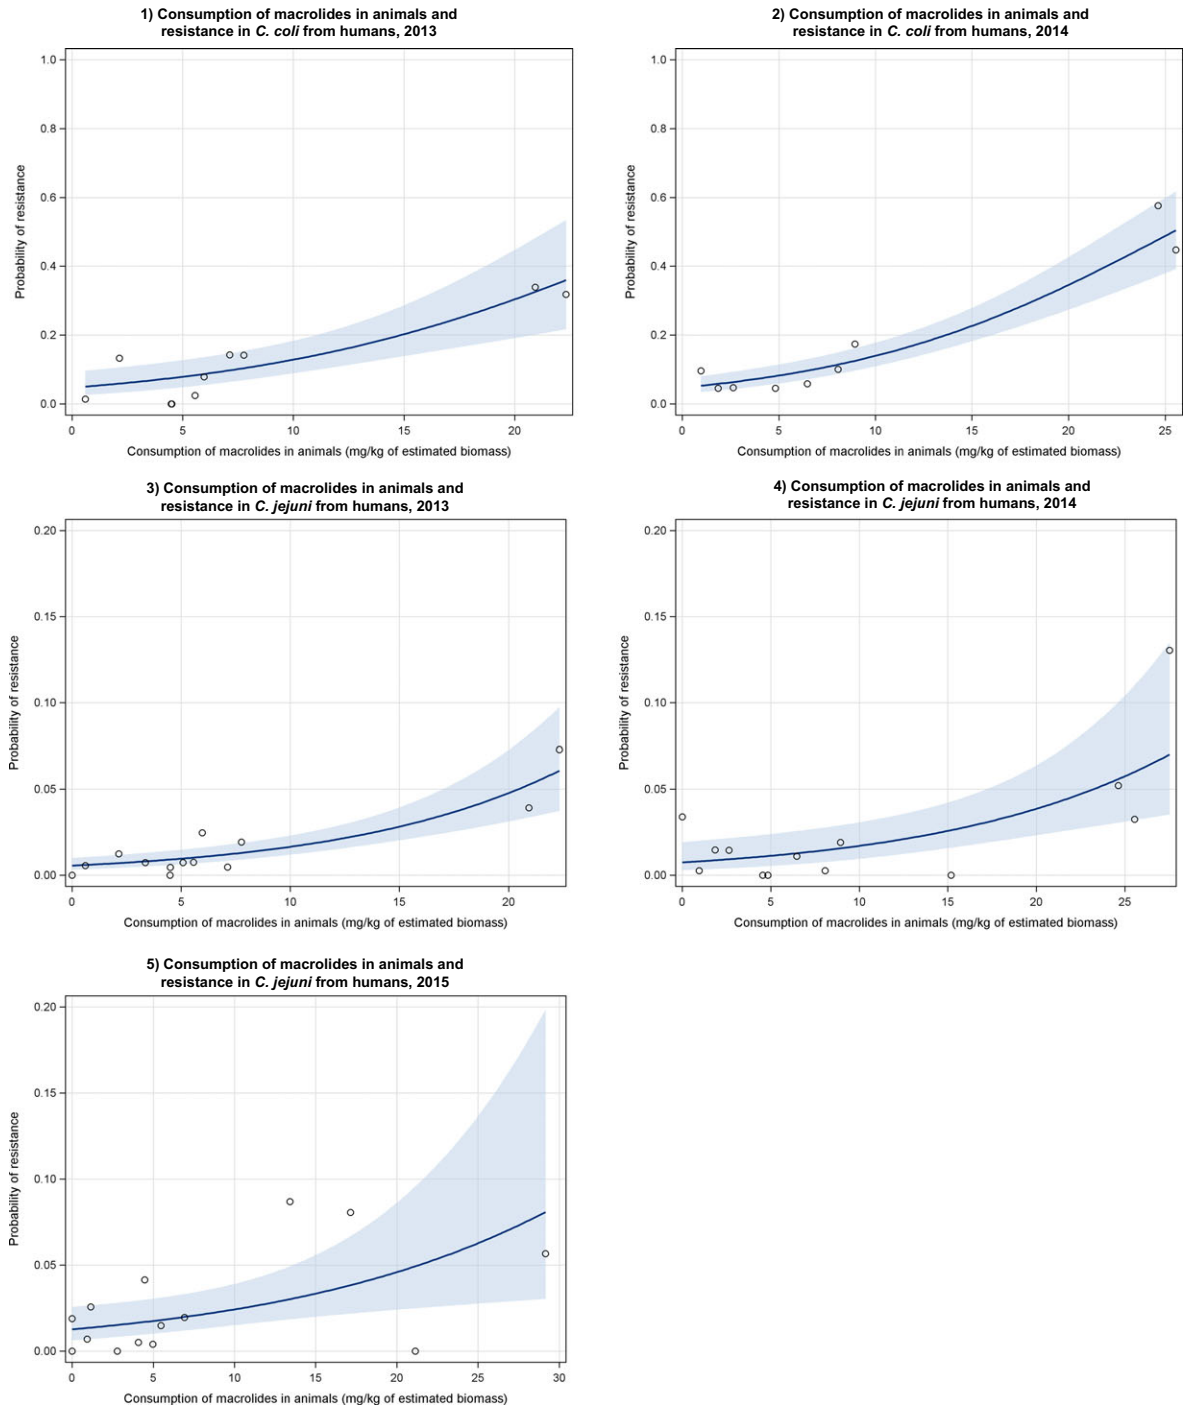 1) Consumption of macrolides in animals and
resistance in C. coli from humans, 2013
1.0
0.8
0.6
0.4
0.2
0.0
Probability of resistance
0 5 10 15 20
Consumption of macrolides in animals (mg/kg of estimated biomass)
2) Consumption of macrolides in animals and
resistance in C. coli from humans, 2014
1.0
0.8
0.6
0.4
0.2
0.0
Probability of resistance
0 5 10 15 20 25
Consumption of macrolides in animals (mg/kg of estimated biomass)
3) Consumption of macrolides in animals and
resistance in C. jejuni from humans, 2013
0.20
0.15
0.10
0.05
0.00
Probability of resistance
0 5 10 15 20
Consumption of macrolides in animals (mg/kg of estimated biomass)
4) Consumption of macrolides in animals and
resistance in C. jejuni from humans, 2014
0.20
0.15
0.10
0.05
0.00
Probability of resistance
0 5 10 15 20 25
Consumption of macrolides in animals (mg/kg of estimated biomass)
5) Consumption of macrolides in animals and
resistance in C. jejuni from humans, 2015
0.20
0.15
0.10
0.05
0.00
Probability of resistance
0 5 10 15 20 25 30
Consumption of macrolides in animals (mg/kg of estimated biomass)